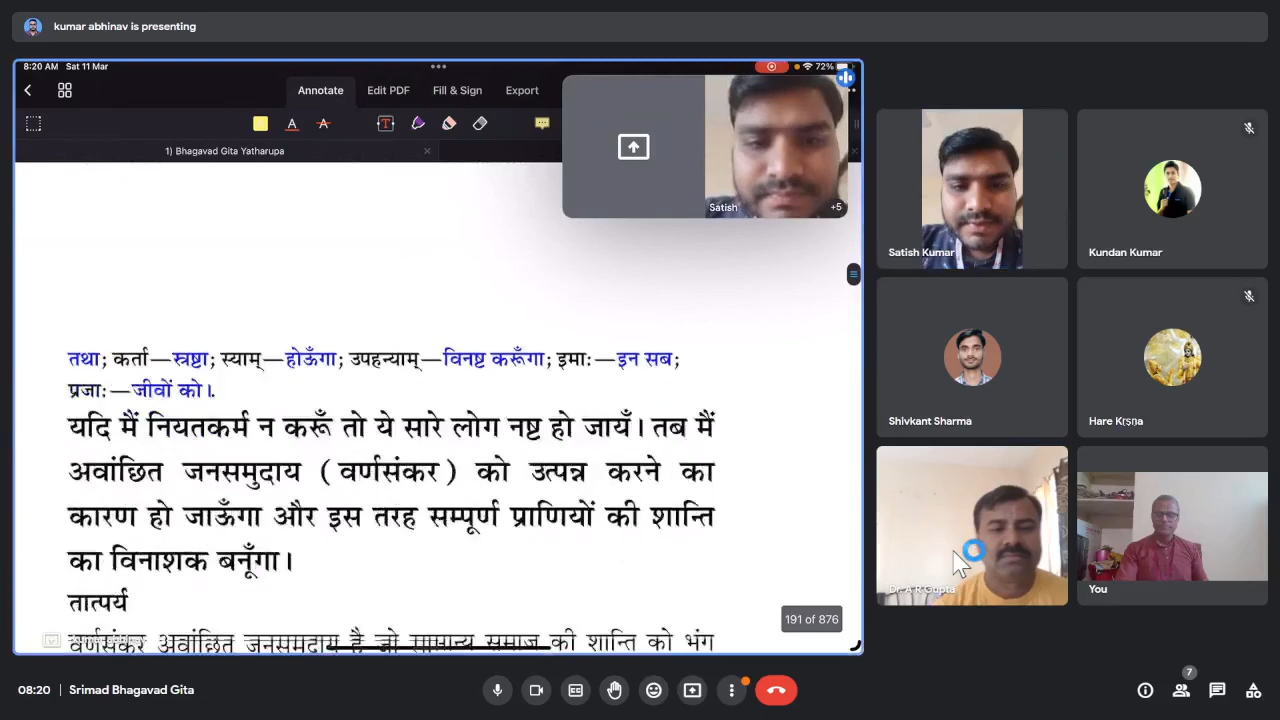 kumar abhinav is presenting
8:20 AM Sat 11 Mar
72%
Annotate Edit PDF Fill & Sign Export
1) Bhagavad Gita Yatharupa
Satish +5
तथा; कर्ता—स्रष्टा; स्याम्—होऊँगा; उपहन्याम्—विनष्ट करूँगा; इमाः—इन सब;
प्रजाः—जीवों को।.
यदि मैं नियतकर्म न करूँ तो ये सारे लोग नष्ट हो जायँ। तब मैं
अवांछित जनसमुदाय (वर्णसंकर) को उत्पन्न करने का
कारण हो जाऊँगा और इस तरह सम्पूर्ण प्राणियों की शान्ति
का विनाशक बनूँगा।
तात्पर्य
वर्णसंकर अवांछित जनसमुदाय है जो सामान्य समाज की शान्ति को भंग
191 of 876
Satish Kumar
Kundan Kumar
Shivkant Sharma
Hare Kṛṣṇa
Dr. A R Gupta
You
08:20 | Srimad Bhagavad Gita
7